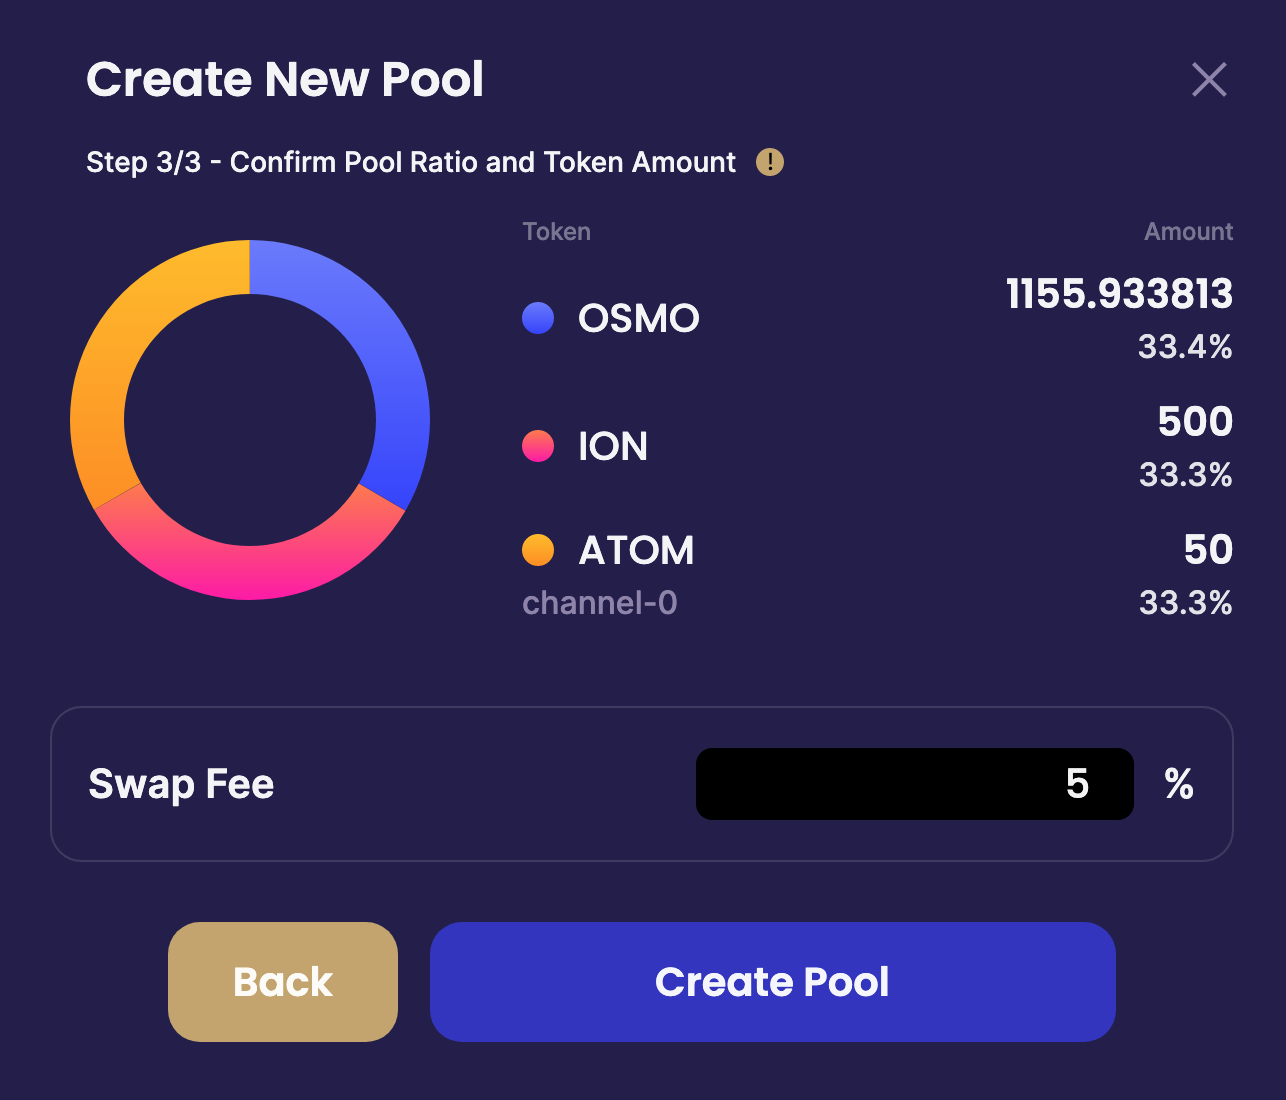 Create New Pool
Step 3/3 - Confirm Pool Ratio and Token Amount !
Token Amount
OSMO 1155.933813
33.4%
ION 500
33.3%
ATOM 50
channel-0 33.3%
Swap Fee 5 %
Back Create Pool